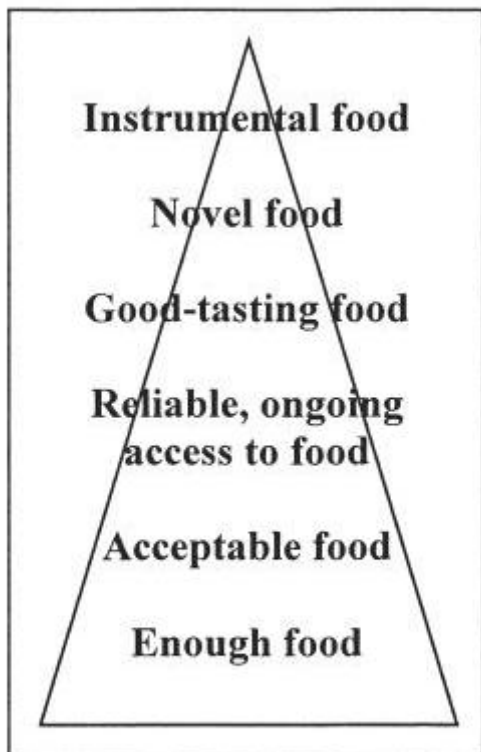 Instrumental food
Novel food
Good-tasting food
Reliable, ongoing
access to food
Acceptable food
Enough food